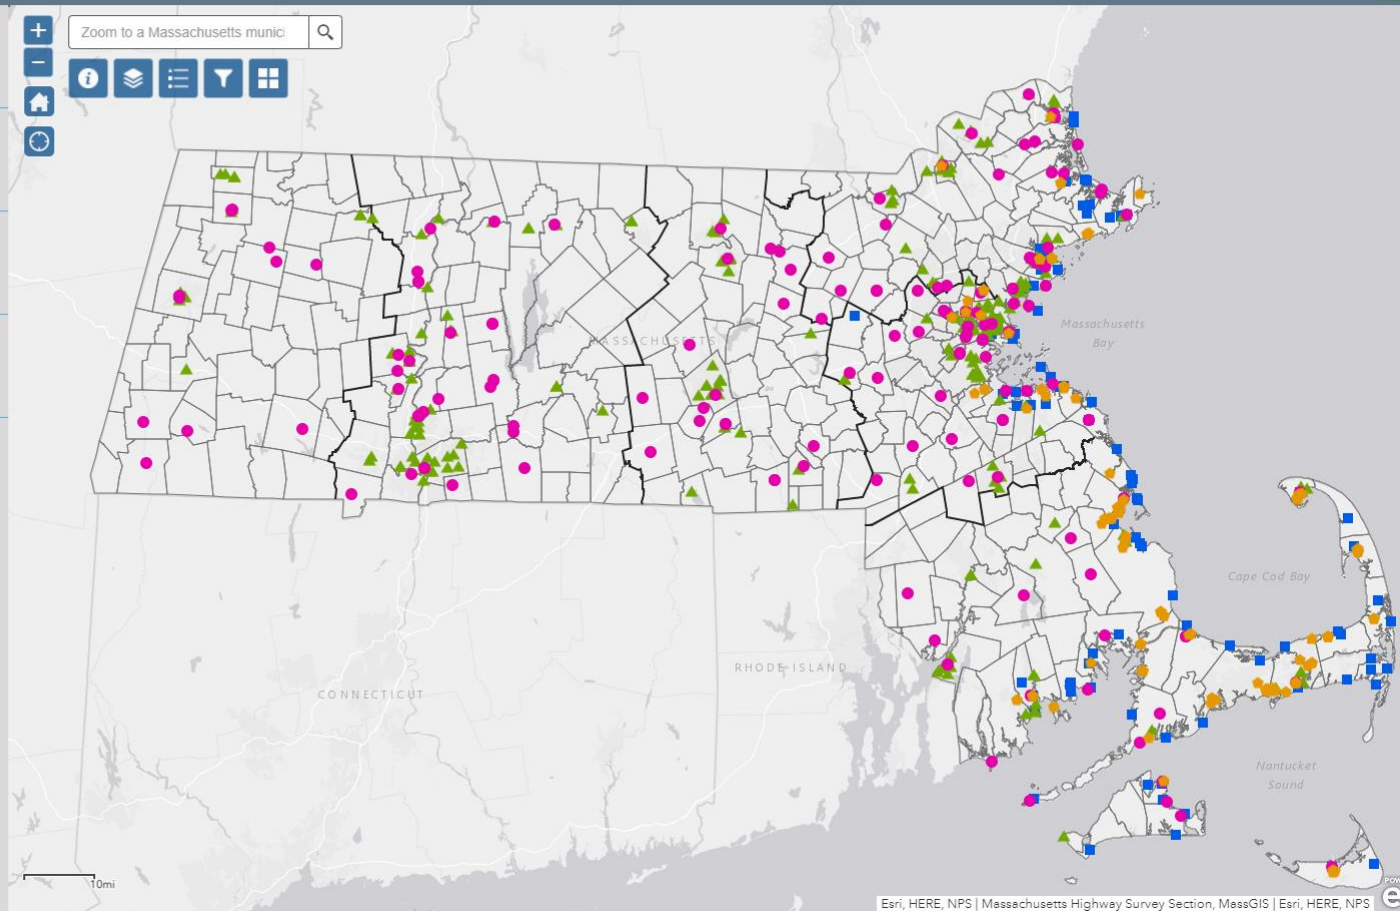 +
Zoom to a Massachusetts munici
−
Massachusetts
Bay
MASSACHUSETTS
Cape Cod Bay
RHODE ISLAND
CONNECTICUT
Nantucket
Sound
10mi
POW
e
Esri, HERE, NPS | Massachusetts Highway Survey Section, MassGIS | Esri, HERE, NPS